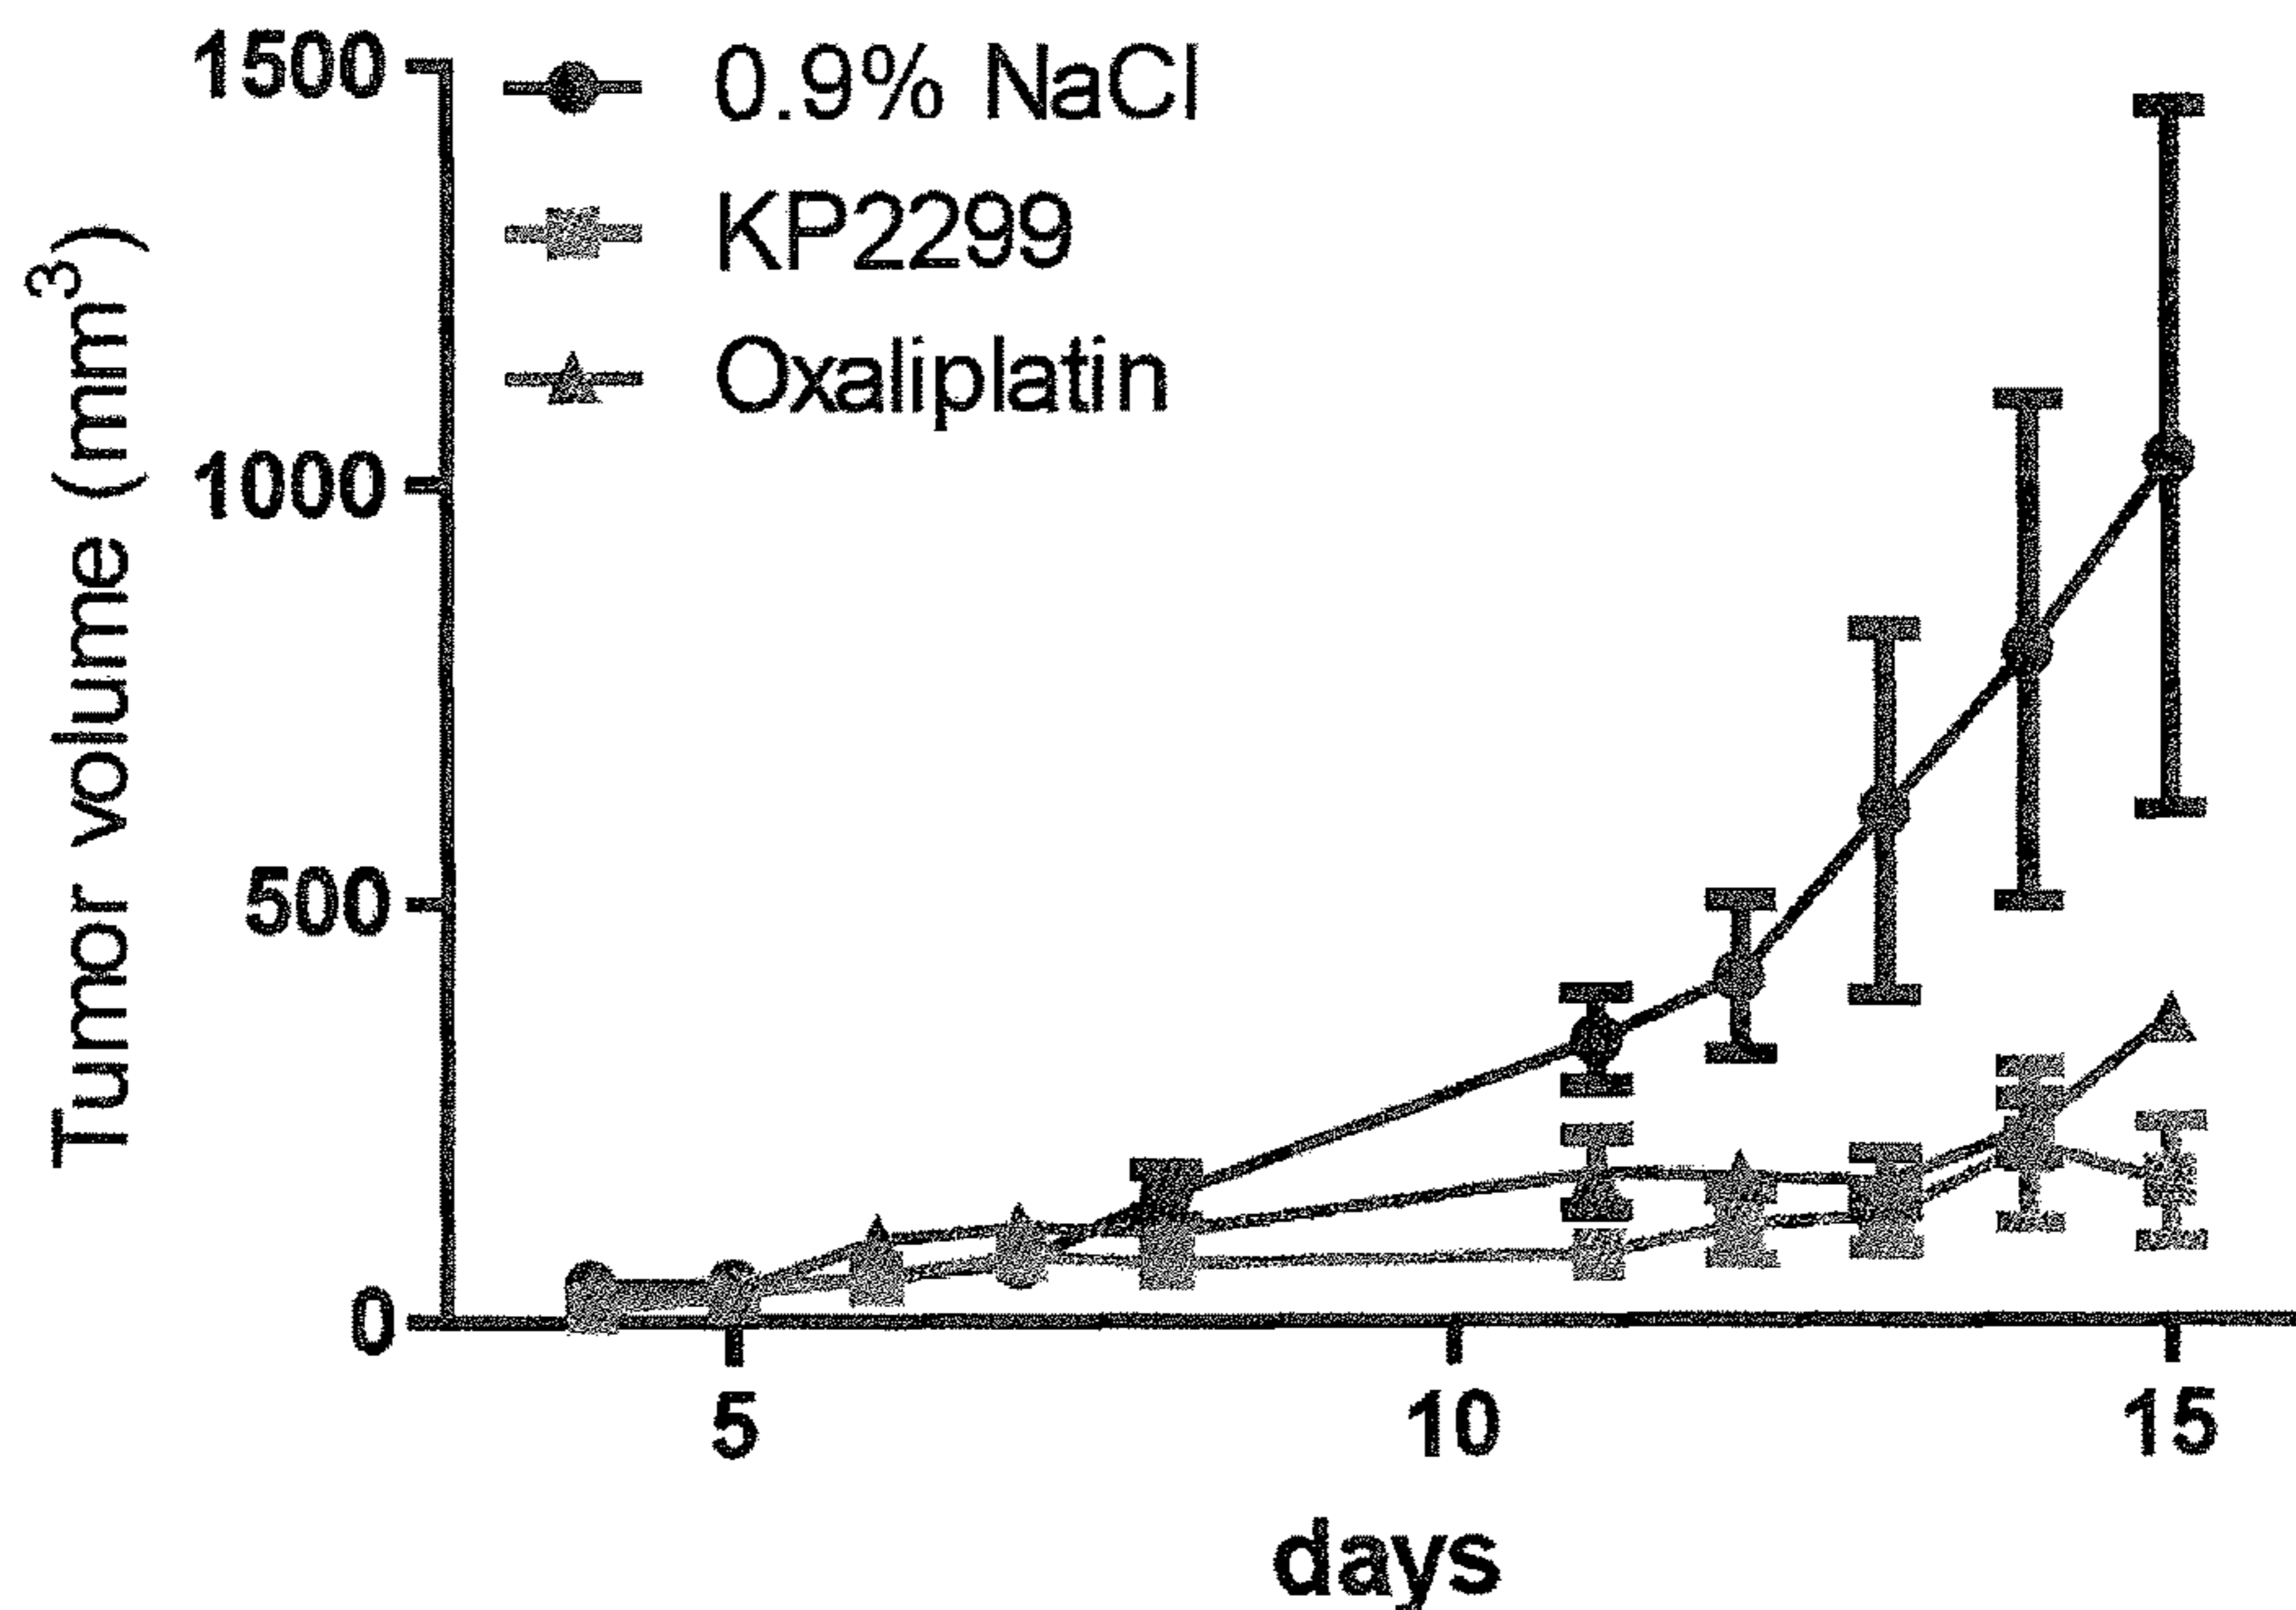 1500
1000
500
0
Tumor volume (mm³)
0.9% NaCl
KP2299
Oxaliplatin
5
10
15
days